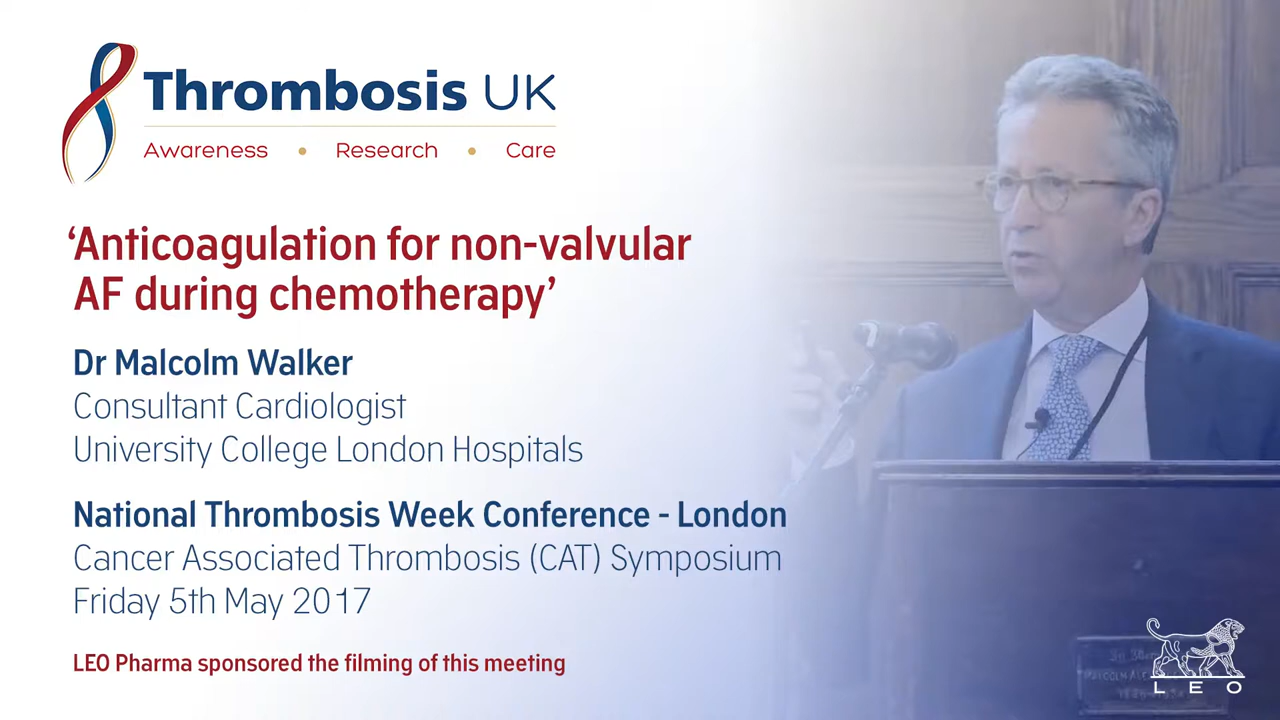 Thrombosis UK
Awareness • Research • Care
‘Anticoagulation for non-valvular
AF during chemotherapy’
Dr Malcolm Walker
Consultant Cardiologist
University College London Hospitals
National Thrombosis Week Conference - London
Cancer Associated Thrombosis (CAT) Symposium
Friday 5th May 2017
LEO Pharma sponsored the filming of this meeting
LEO